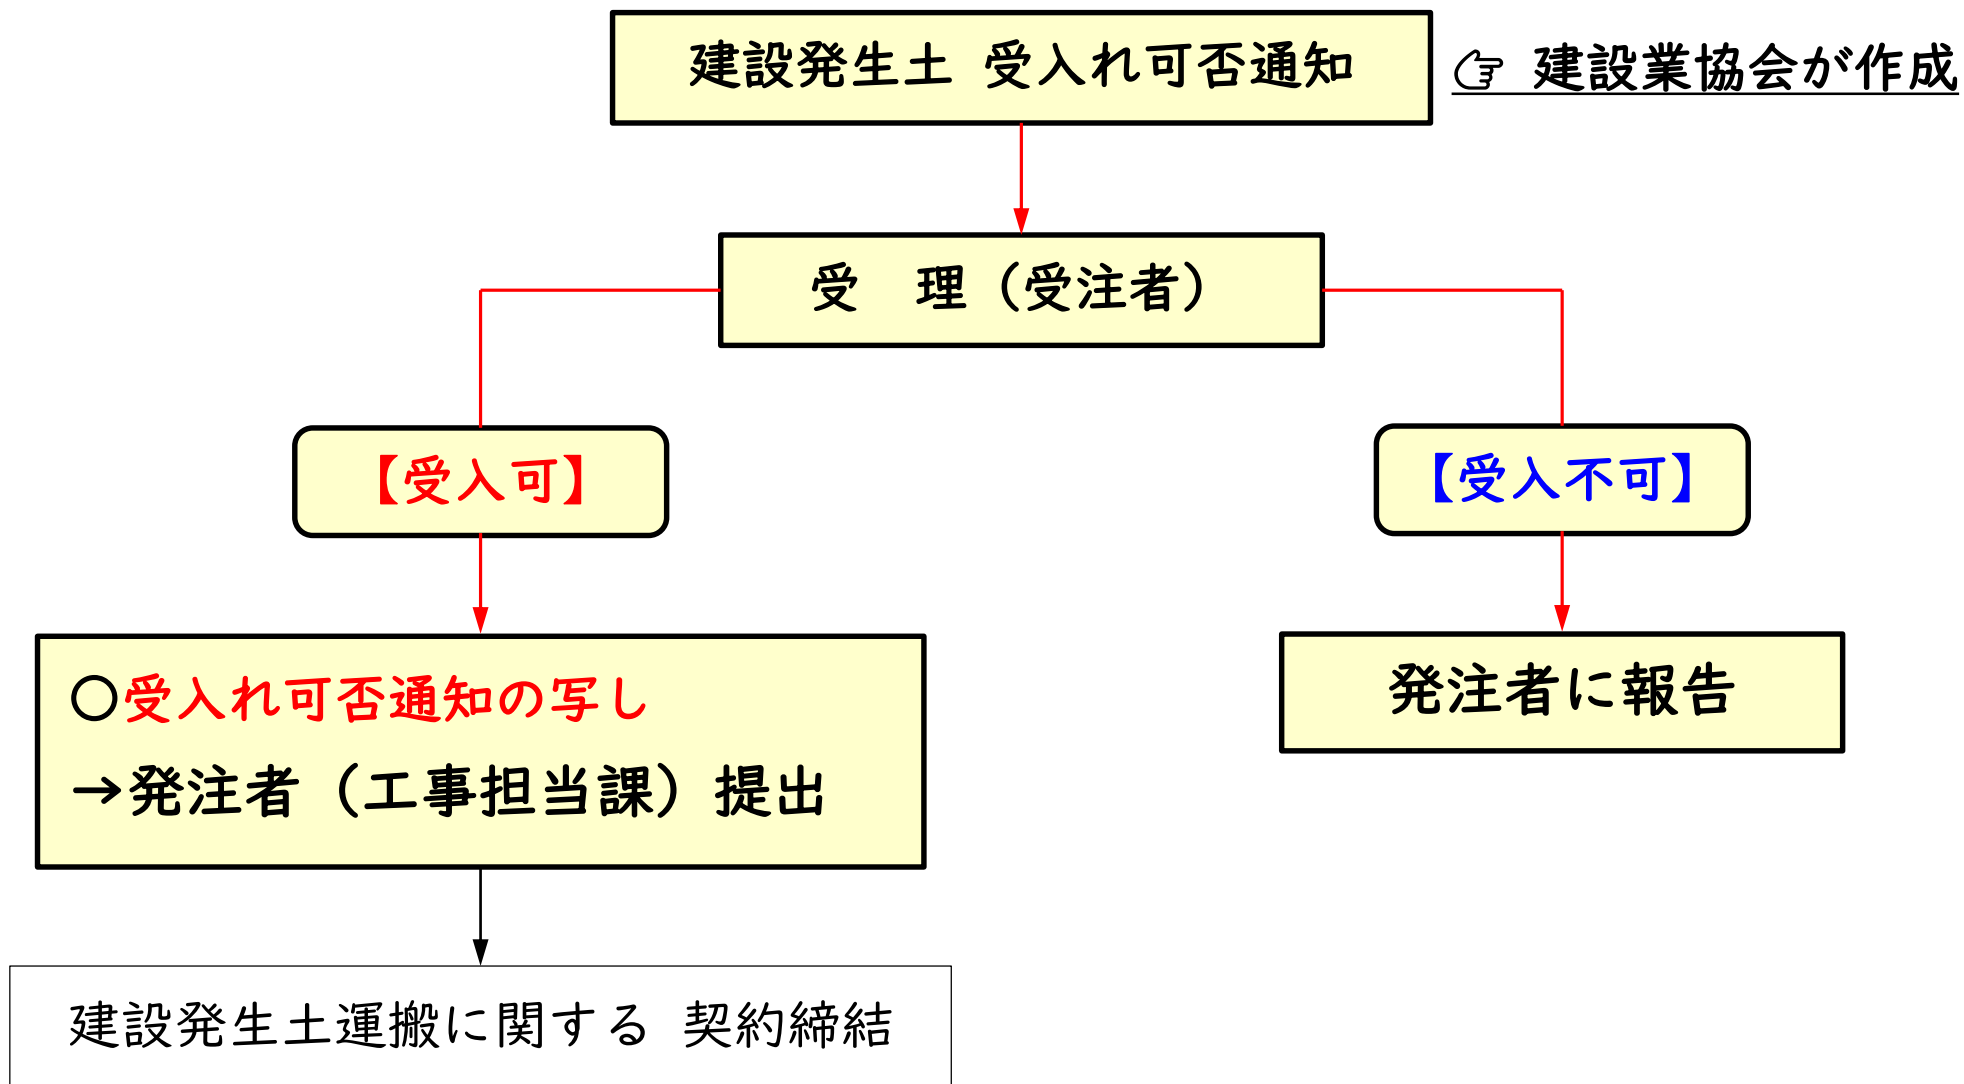 建設発生土 受入れ可否通知
☞ 建設業協会が作成
受　理（受注者）
【受入可】
【受入不可】
○受入れ可否通知の写し
→発注者（工事担当課）提出
発注者に報告
建設発生土運搬に関する 契約締結